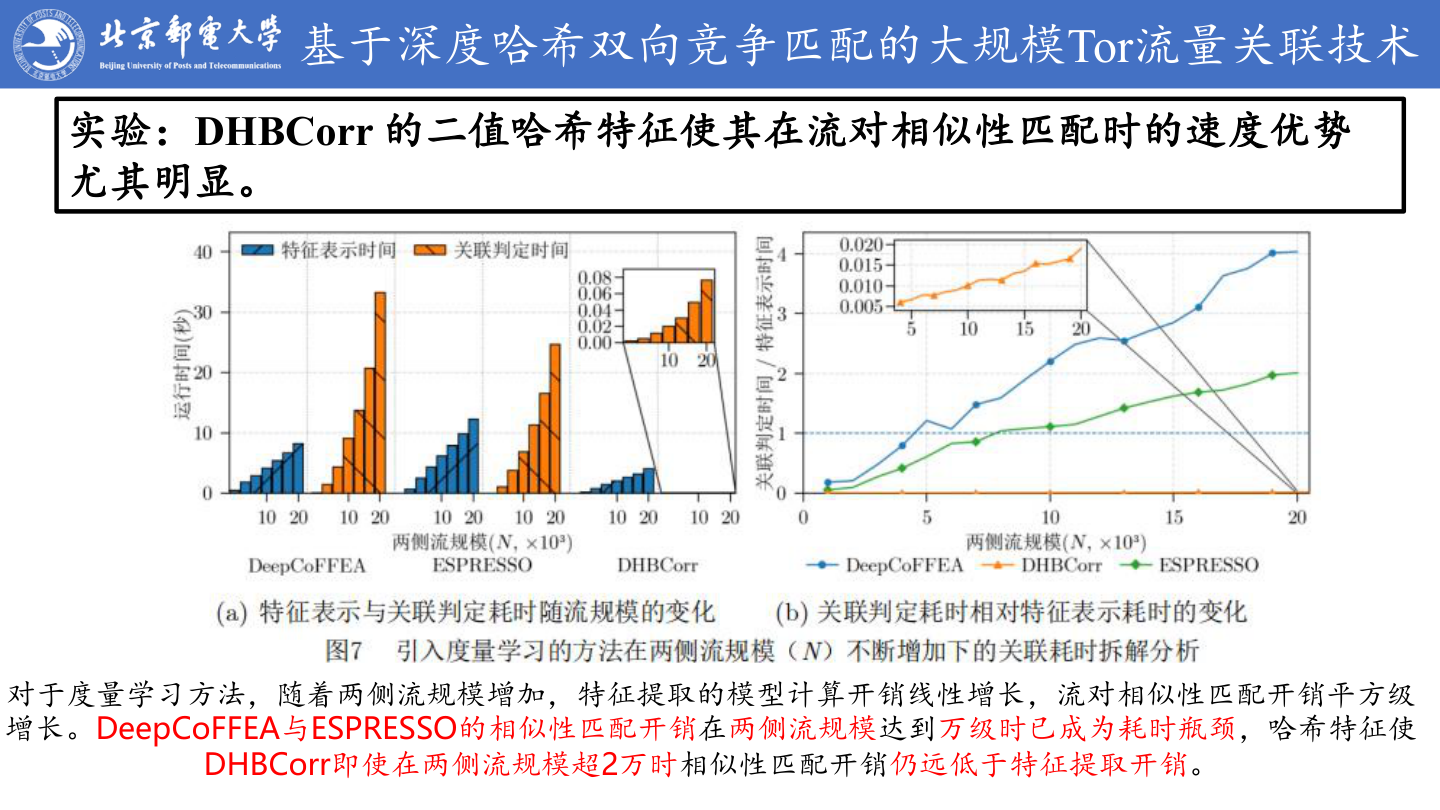 北京郵電大學
Beijing University of Posts and Telecommunications
基于深度哈希双向竞争匹配的大规模Tor流量关联技术
实验：DHBCorr 的二值哈希特征使其在流对相似性匹配时的速度优势
尤其明显。
特征表示时间 关联判定时间
运行时间(秒)
40
30
20
10
0
0.08
0.06
0.04
0.02
0.00
10 20
10 20 10 20 10 20 10 20 10 20 10 20
两侧流规模(N, ×10³)
DeepCoFFEA ESPRESSO DHBCorr
关联判定时间 / 特征表示时间
4
3
2
1
0
0.020
0.015
0.010
0.005
5 10 15 20
0 5 10 15 20
两侧流规模(N, ×10³)
DeepCoFFEA DHBCorr ESPRESSO
(a) 特征表示与关联判定耗时随流规模的变化
(b) 关联判定耗时相对特征表示耗时的变化
图7 引入度量学习的方法在两侧流规模（N）不断增加下的关联耗时拆解分析
对于度量学习方法，随着两侧流规模增加，特征提取的模型计算开销线性增长，流对相似性匹配开销平方级
增长。DeepCoFFEA与ESPRESSO的相似性匹配开销在两侧流规模达到万级时已成为耗时瓶颈，哈希特征使
DHBCorr即使在两侧流规模超2万时相似性匹配开销仍远低于特征提取开销。